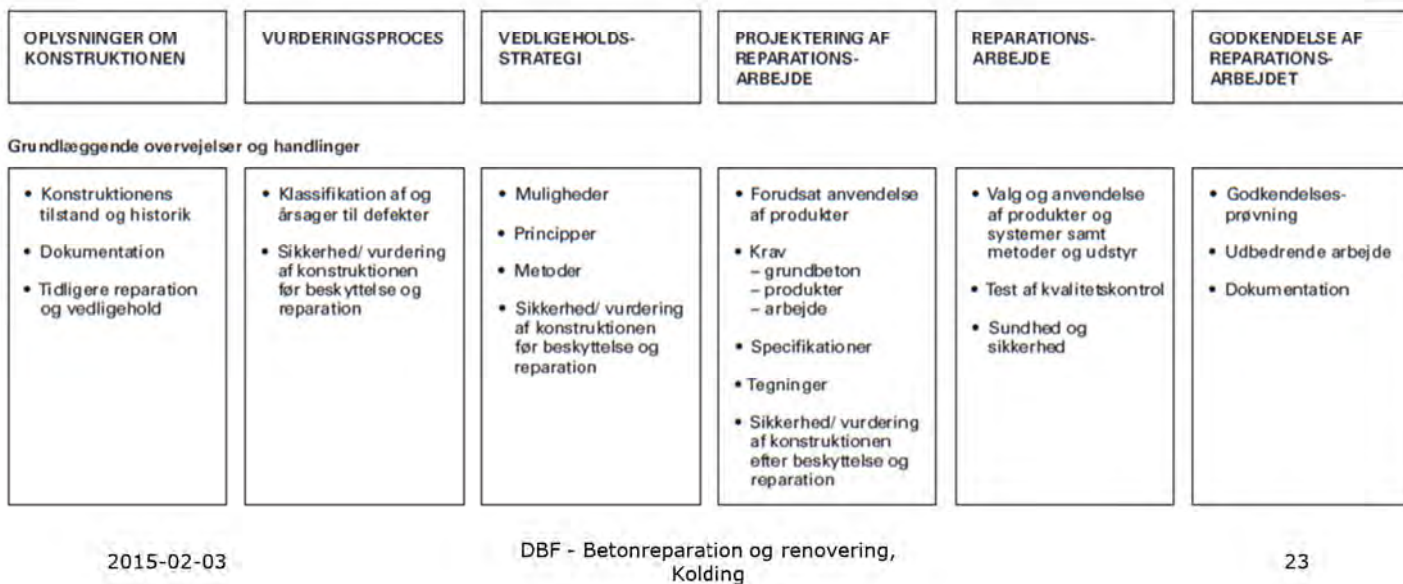 OPLYSNINGER OM
KONSTRUKTIONEN
VURDERINGSPROCES
VEDLIGEHOLDS-
STRATEGI
PROJEKTERING AF
REPARATIONS-
ARBEJDE
REPARATIONS-
ARBEJDE
GODKENDELSE AF
REPARATIONS-
ARBEJDET
Grundlæggende overvejelser og handlinger
• Konstruktionens
tilstand og historik
• Dokumentation
• Tidligere reparation
og vedligehold
• Klassifikation af og
årsager til defekter
• Sikkerhed/ vurdering
af konstruktionen
før beskyttelse og
reparation
• Muligheder
• Principper
• Metoder
• Sikkerhed/ vurdering
af konstruktionen
før beskyttelse og
reparation
• Forudsat anvendelse
af produkter
• Krav
– grundbeton
– produkter
– arbejde
• Specifikationer
• Tegninger
• Sikkerhed/ vurdering
af konstruktionen
efter beskyttelse og
reparation
• Valg og anvendelse
af produkter og
systemer samt
metoder og udstyr
• Test af kvalitetskontrol
• Sundhed og
sikkerhed
• Godkendelses-
prøvning
• Udbedrende arbejde
• Dokumentation
2015-02-03
DBF - Betonreparation og renovering,
Kolding
23